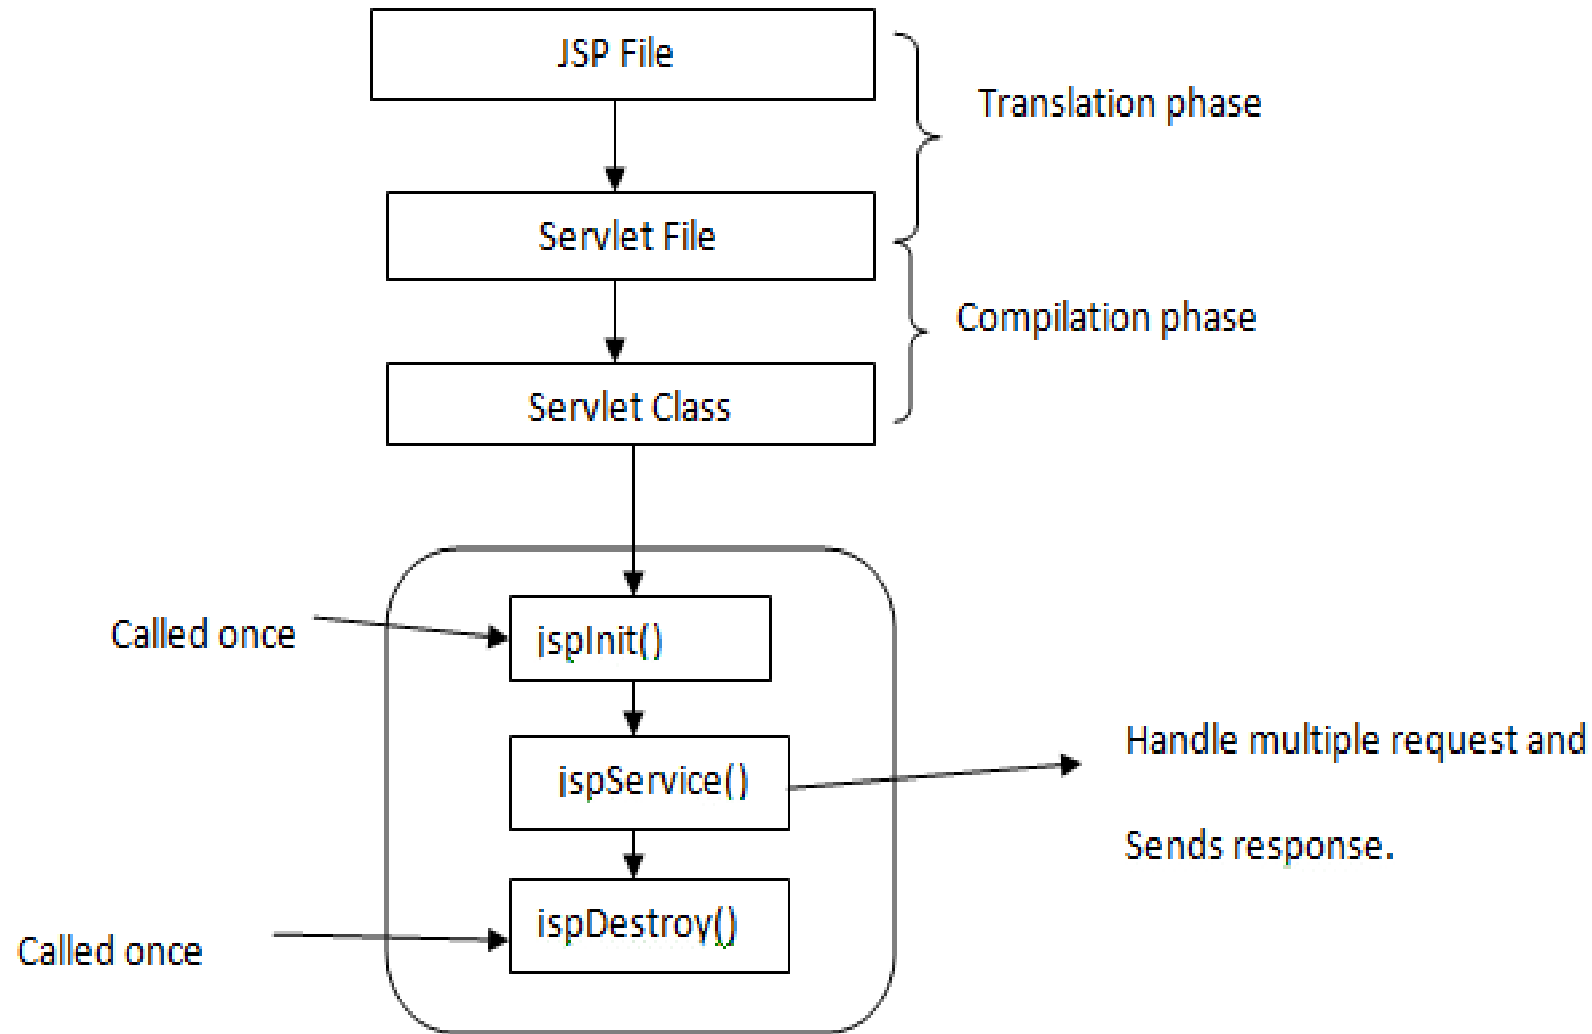 JSP File
Translation phase
Servlet File
Compilation phase
Servlet Class
Called once
jspInit()
jspService()
Handle multiple request and
Sends response.
jspDestroy()
Called once